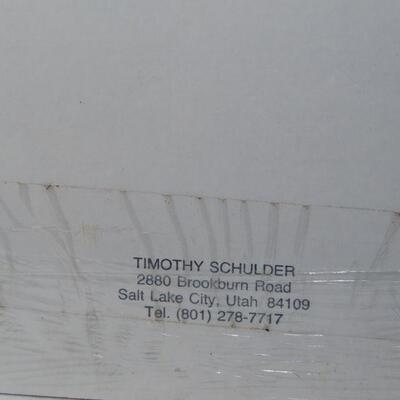 TIMOTHY SCHULDER
2880 Brookburn Road
Salt Lake City, Utah 84109
Tel. (801) 278-7717